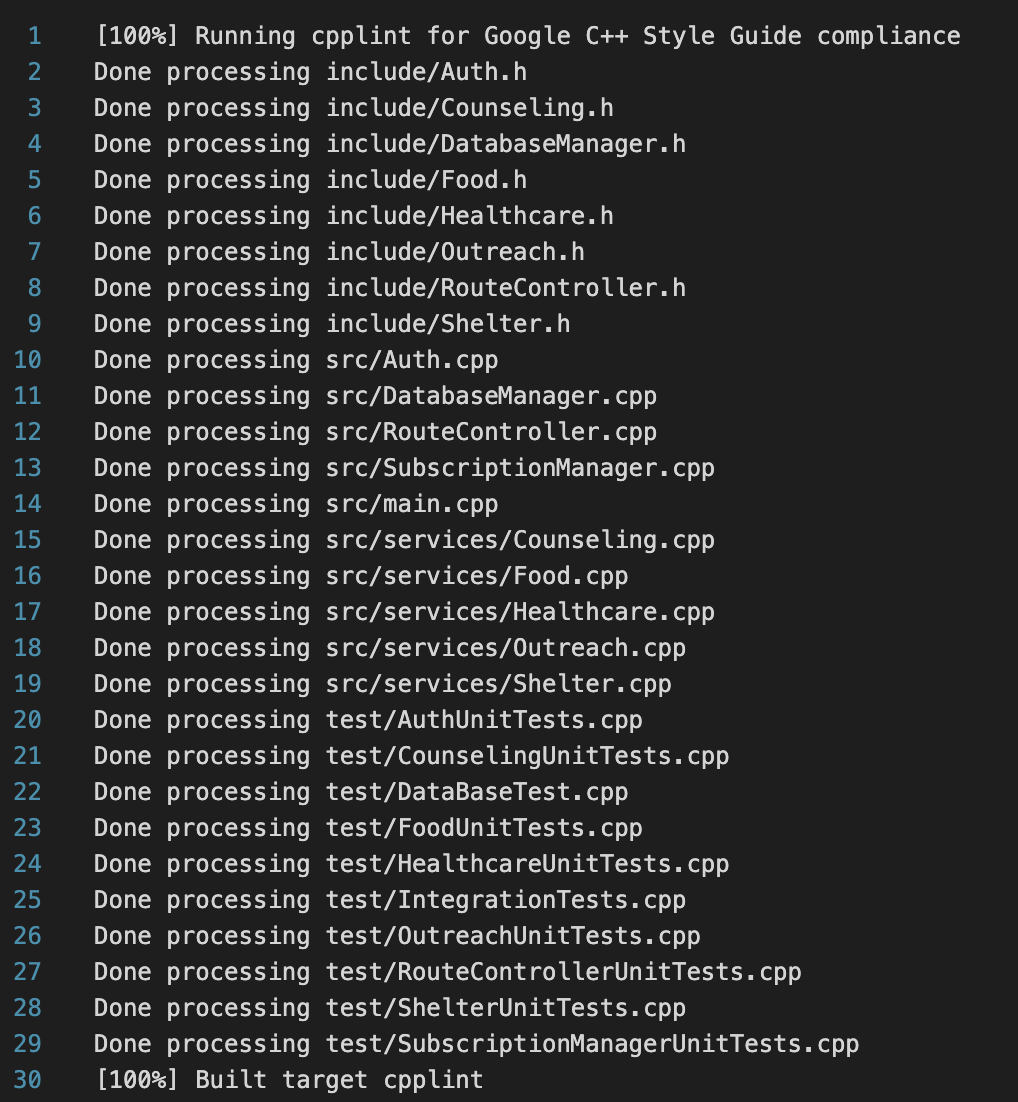 1 [100%] Running cpplint for Google C++ Style Guide compliance
2 Done processing include/Auth.h
3 Done processing include/Counseling.h
4 Done processing include/DatabaseManager.h
5 Done processing include/Food.h
6 Done processing include/Healthcare.h
7 Done processing include/Outreach.h
8 Done processing include/RouteController.h
9 Done processing include/Shelter.h
10 Done processing src/Auth.cpp
11 Done processing src/DatabaseManager.cpp
12 Done processing src/RouteController.cpp
13 Done processing src/SubscriptionManager.cpp
14 Done processing src/main.cpp
15 Done processing src/services/Counseling.cpp
16 Done processing src/services/Food.cpp
17 Done processing src/services/Healthcare.cpp
18 Done processing src/services/Outreach.cpp
19 Done processing src/services/Shelter.cpp
20 Done processing test/AuthUnitTests.cpp
21 Done processing test/CounselingUnitTests.cpp
22 Done processing test/DataBaseTest.cpp
23 Done processing test/FoodUnitTests.cpp
24 Done processing test/HealthcareUnitTests.cpp
25 Done processing test/IntegrationTests.cpp
26 Done processing test/OutreachUnitTests.cpp
27 Done processing test/RouteControllerUnitTests.cpp
28 Done processing test/ShelterUnitTests.cpp
29 Done processing test/SubscriptionManagerUnitTests.cpp
30 [100%] Built target cpplint